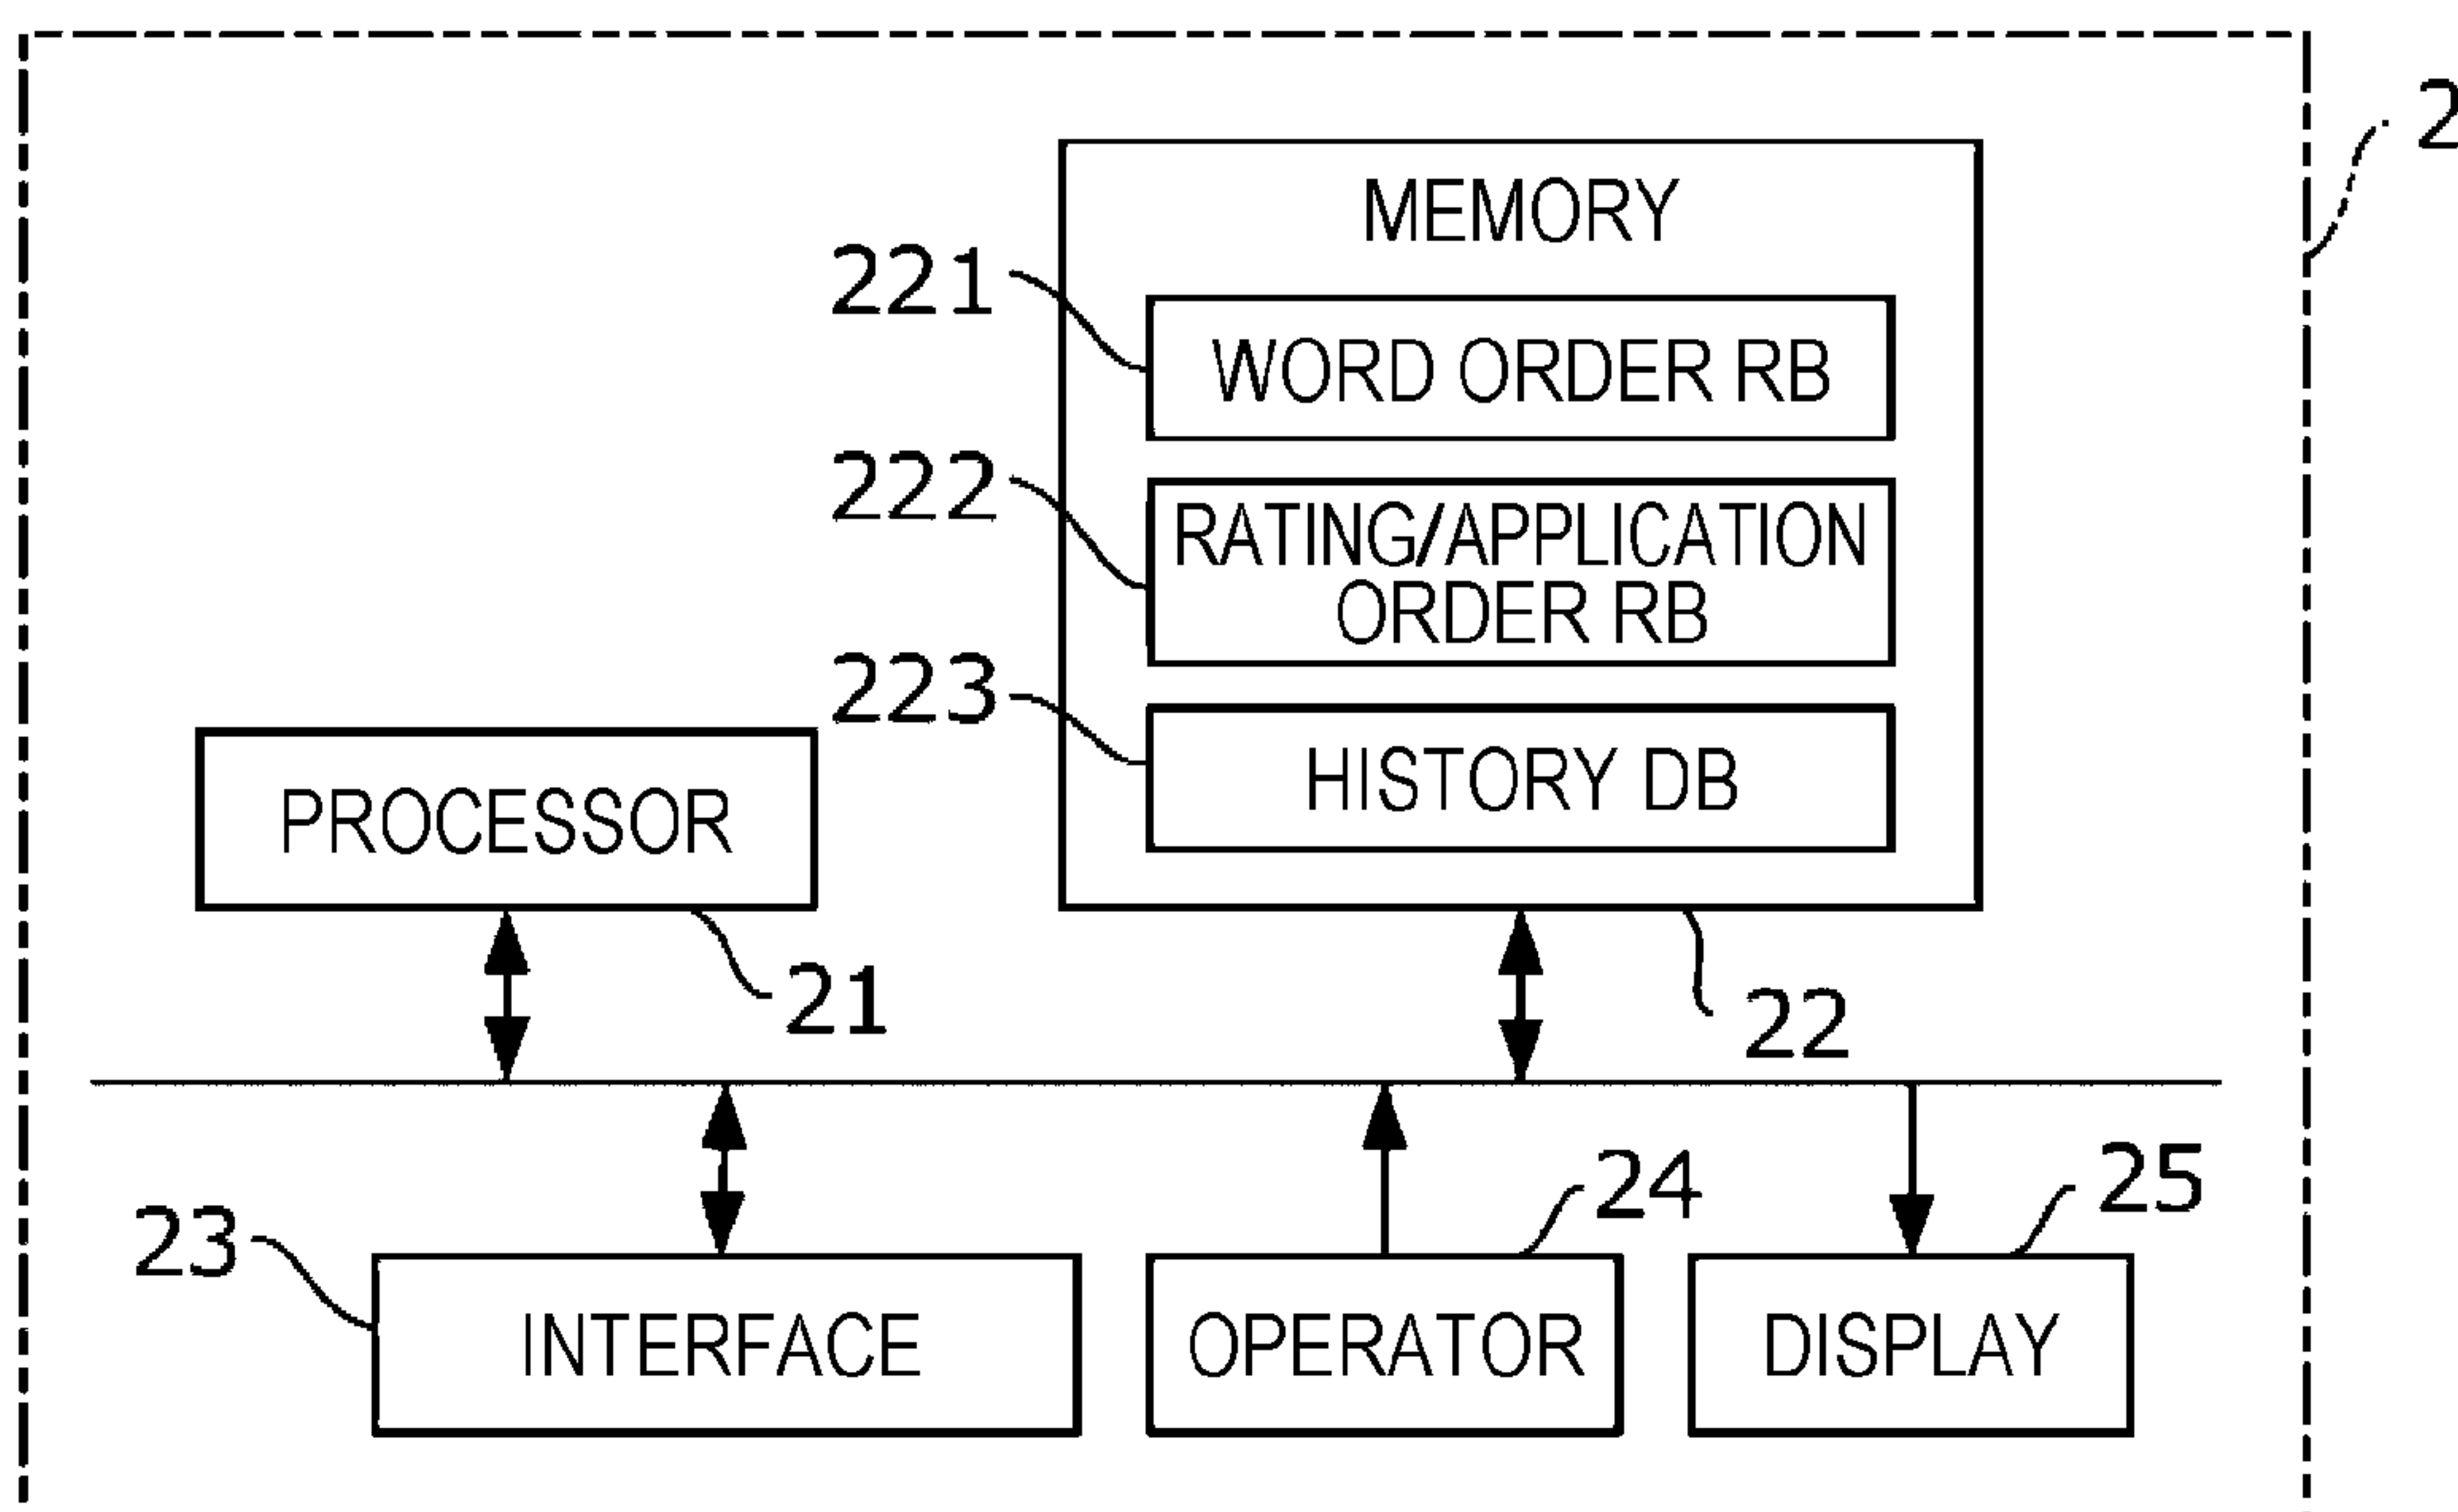 2
MEMORY
221
WORD ORDER RB
222
RATING/APPLICATION
ORDER RB
223
HISTORY DB
PROCESSOR
21
22
23
24
25
INTERFACE
OPERATOR
DISPLAY